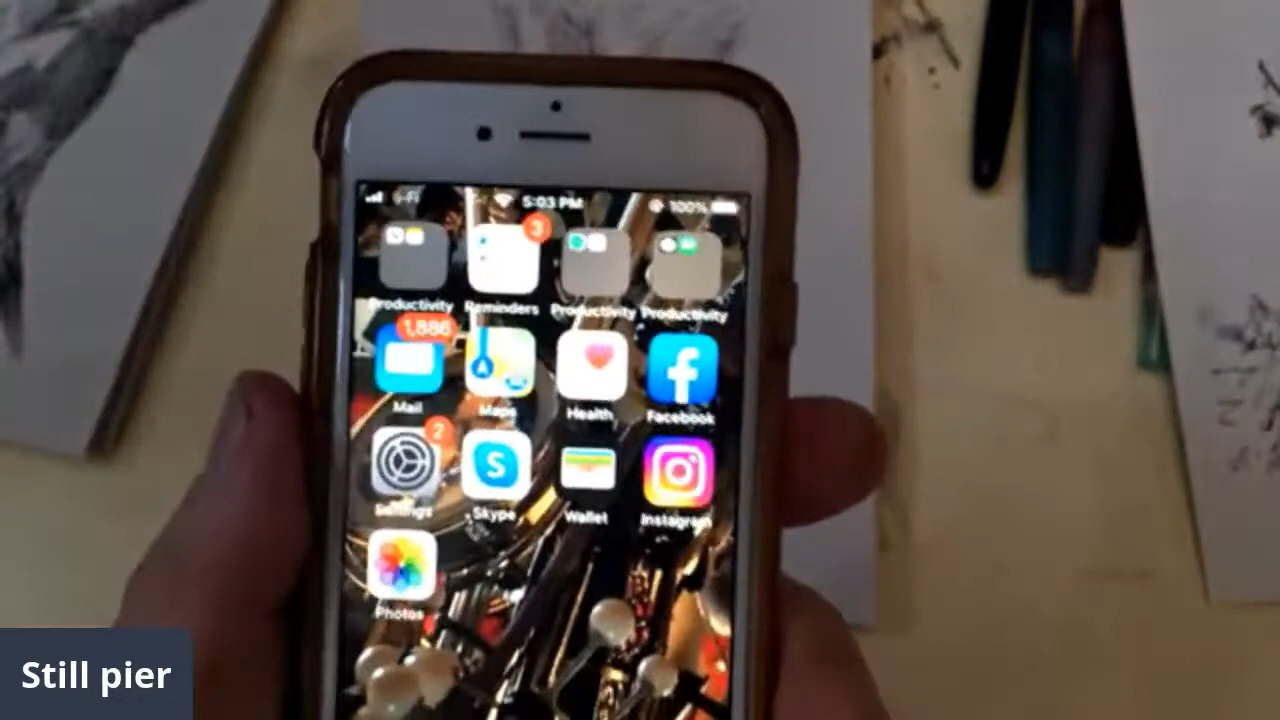 5:03 PM 100%
3
Productivity Reminders Productivity Productivity
1,886
Mail Maps Health Facebook
2
S
Settings Skype Wallet Instagram
Photos
Still pier